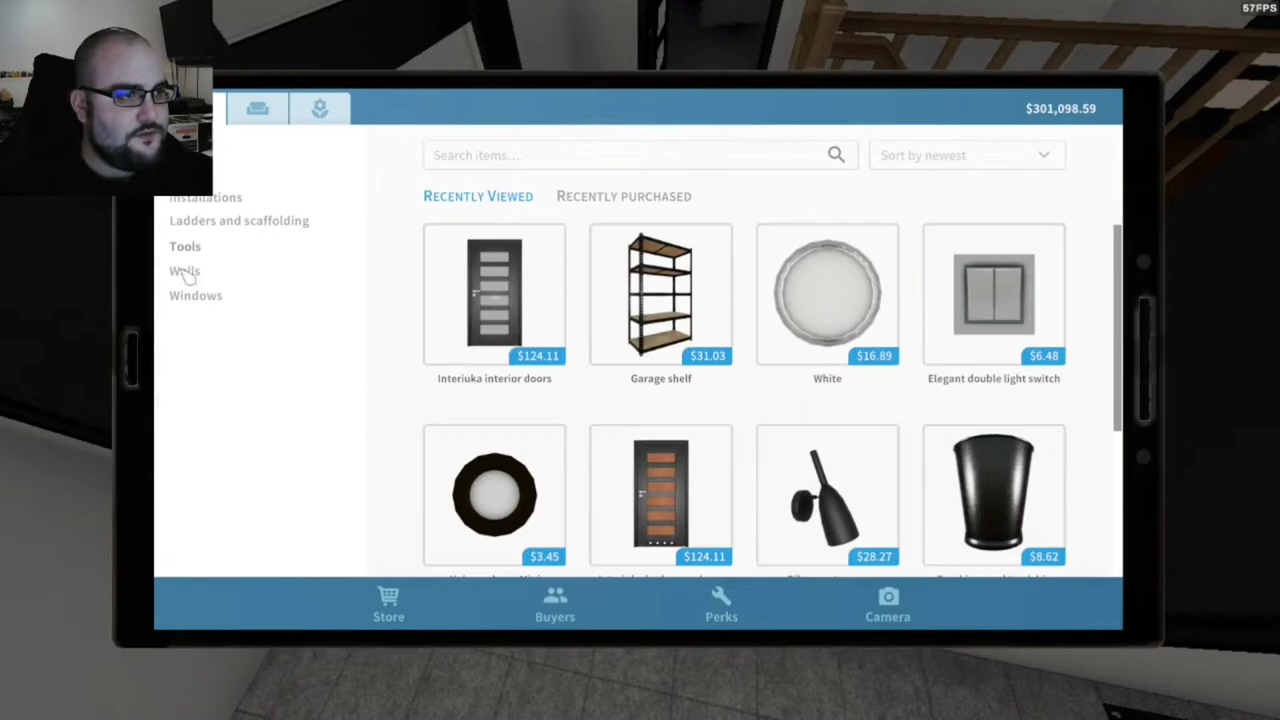 57FPS
$301,098.59
Search items...
Sort by newest
RECENTLY VIEWED
RECENTLY PURCHASED
Installations
Ladders and scaffolding
Tools
Walls
Windows
$124.11
$31.03
$16.89
$6.48
Interiuka interior doors
Garage shelf
White
Elegant double light switch
$3.45
$124.11
$28.27
$8.62
Store
Buyers
Perks
Camera